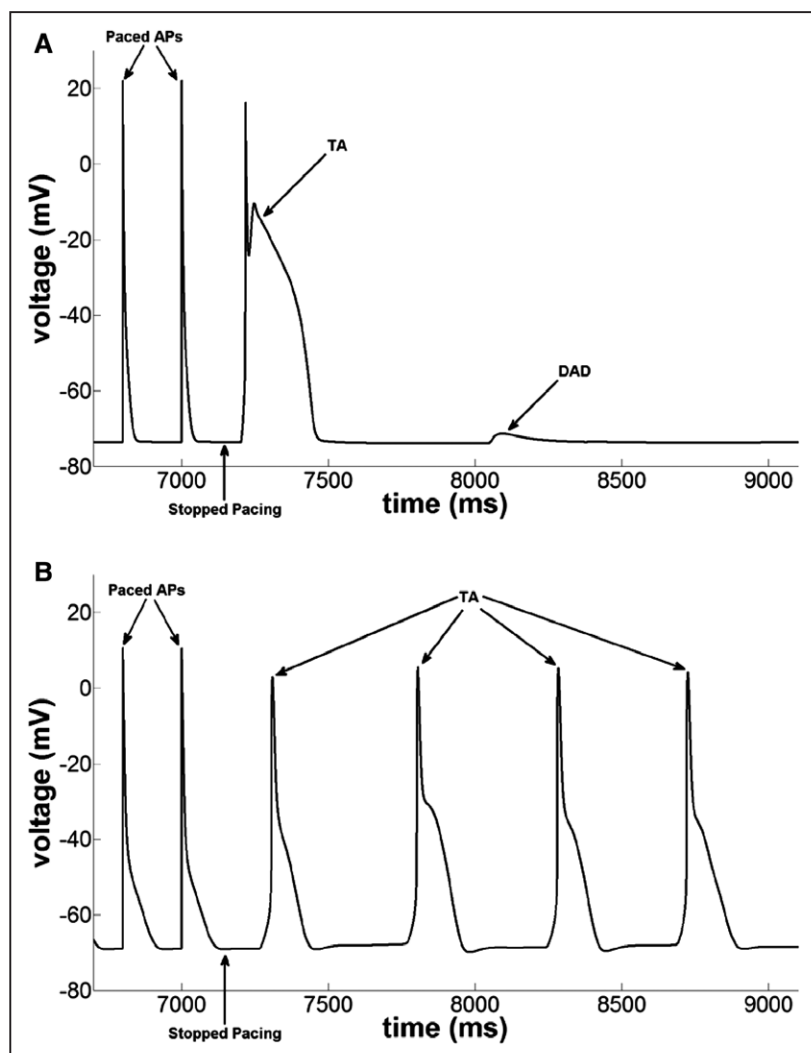 A
Paced APs
20
TA
0
-20
-40
-60
-80
voltage (mV)
DAD
7000
7500
8000
8500
9000
Stopped Pacing
time (ms)
B
Paced APs
TA
20
0
-20
-40
-60
-80
voltage (mV)
7000
7500
8000
8500
9000
Stopped Pacing
time (ms)